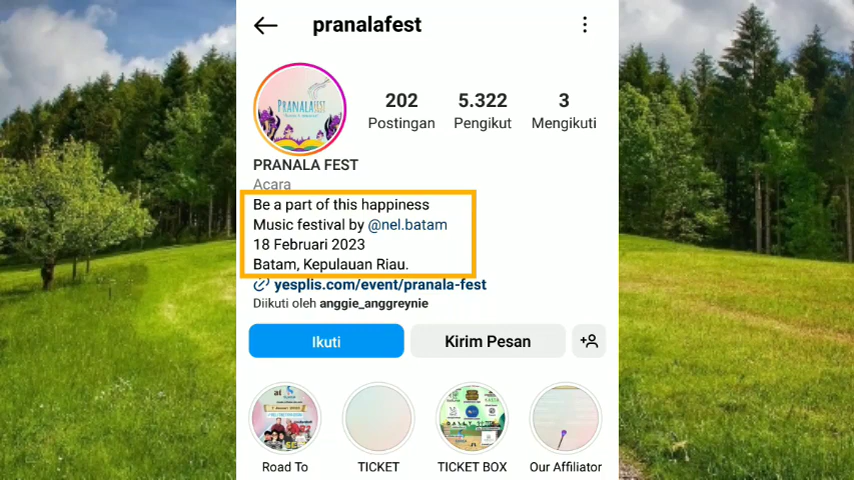 pranalafest
PRANALAFEST
202
5.322
3
Postingan
Pengikut
Mengikuti
PRANALA FEST
Acara
Be a part of this happiness
Music festival by @nel.batam
18 Februari 2023
Batam, Kepulauan Riau.
yesplis.com/event/pranala-fest
Diikuti oleh anggie_anggreynie
Ikuti
Kirim Pesan
Road To
TICKET
TICKET BOX
Our Affiliator